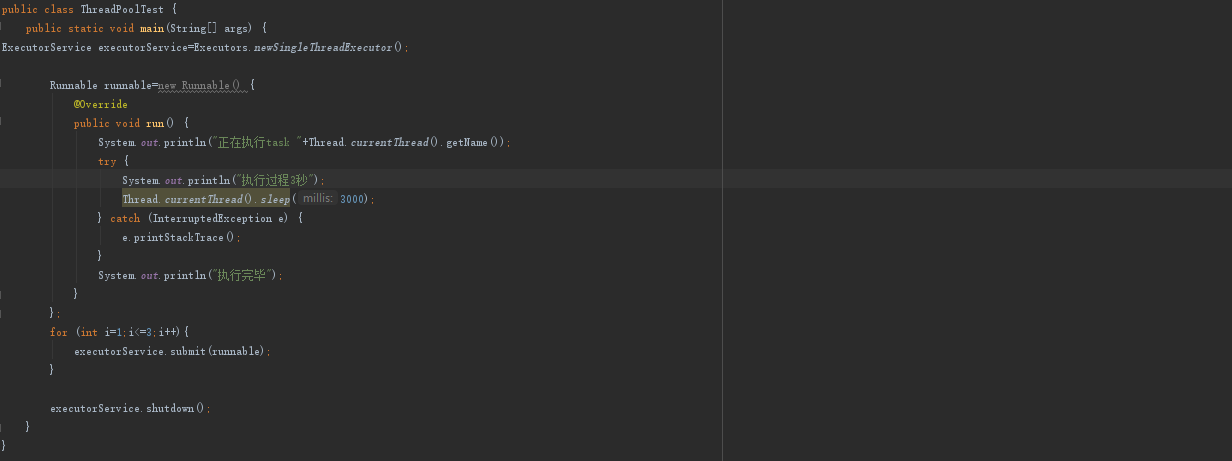 public class ThreadPoolTest {
    public static void main(String[] args) {
ExecutorService executorService=Executors.newSingleThreadExecutor();
        Runnable runnable=new Runnable() {
            @Override
            public void run() {
                System.out.println("正在执行task "+Thread.currentThread().getName());
                try {
                    System.out.println("执行过程3秒");
                    Thread.currentThread().sleep( millis: 3000);
                } catch (InterruptedException e) {
                    e.printStackTrace();
                }
                System.out.println("执行完毕");
            }
        };
        for (int i=1;i<=3;i++){
            executorService.submit(runnable);
        }
        executorService.shutdown();
    }
}